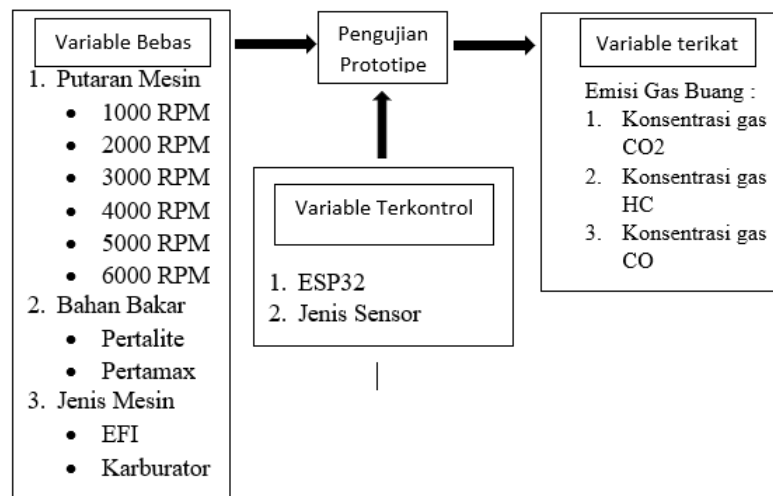 Variable Bebas
1. Putaran Mesin
• 1000 RPM
• 2000 RPM
• 3000 RPM
• 4000 RPM
• 5000 RPM
• 6000 RPM
2. Bahan Bakar
• Pertalite
• Pertamax
3. Jenis Mesin
• EFI
• Karburator
Pengujian
Prototipe
Variable Terkontrol
1. ESP32
2. Jenis Sensor
Variable terikat
Emisi Gas Buang :
1. Konsentrasi gas
CO2
2. Konsentrasi gas
HC
3. Konsentrasi gas
CO